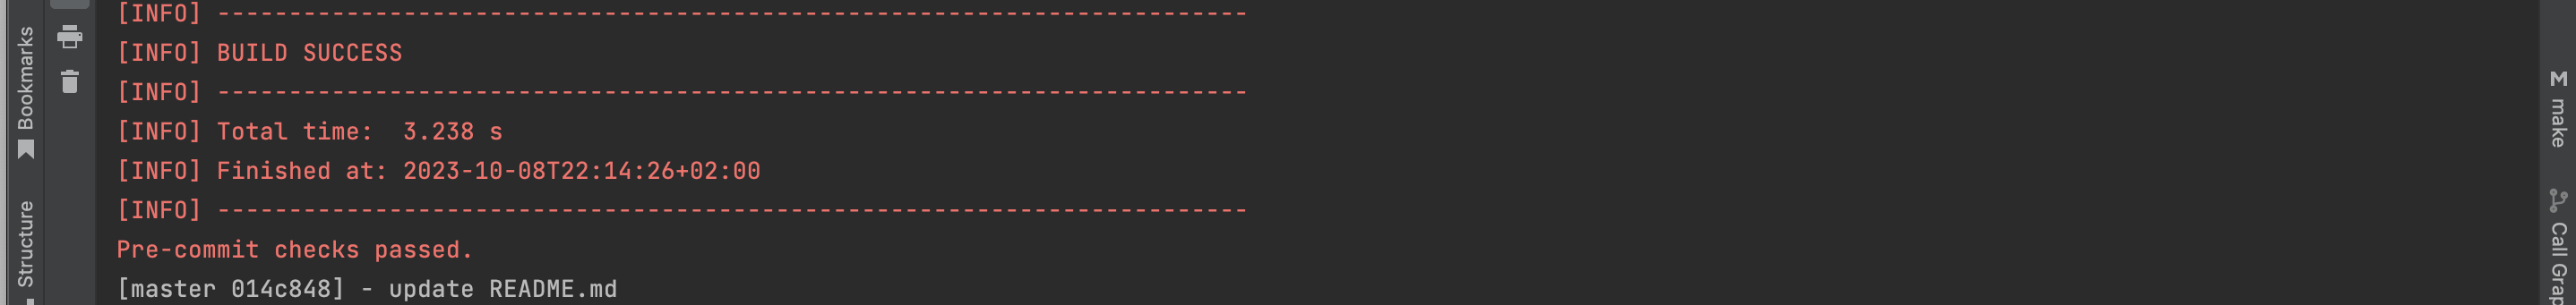 [INFO] ------------------------------------------------------------------------
[INFO] BUILD SUCCESS
[INFO] ------------------------------------------------------------------------
[INFO] Total time:  3.238 s
[INFO] Finished at: 2023-10-08T22:14:26+02:00
[INFO] ------------------------------------------------------------------------
Pre-commit checks passed.
[master 014c848] - update README.md
Bookmarks
Structure
M make
Call Grap